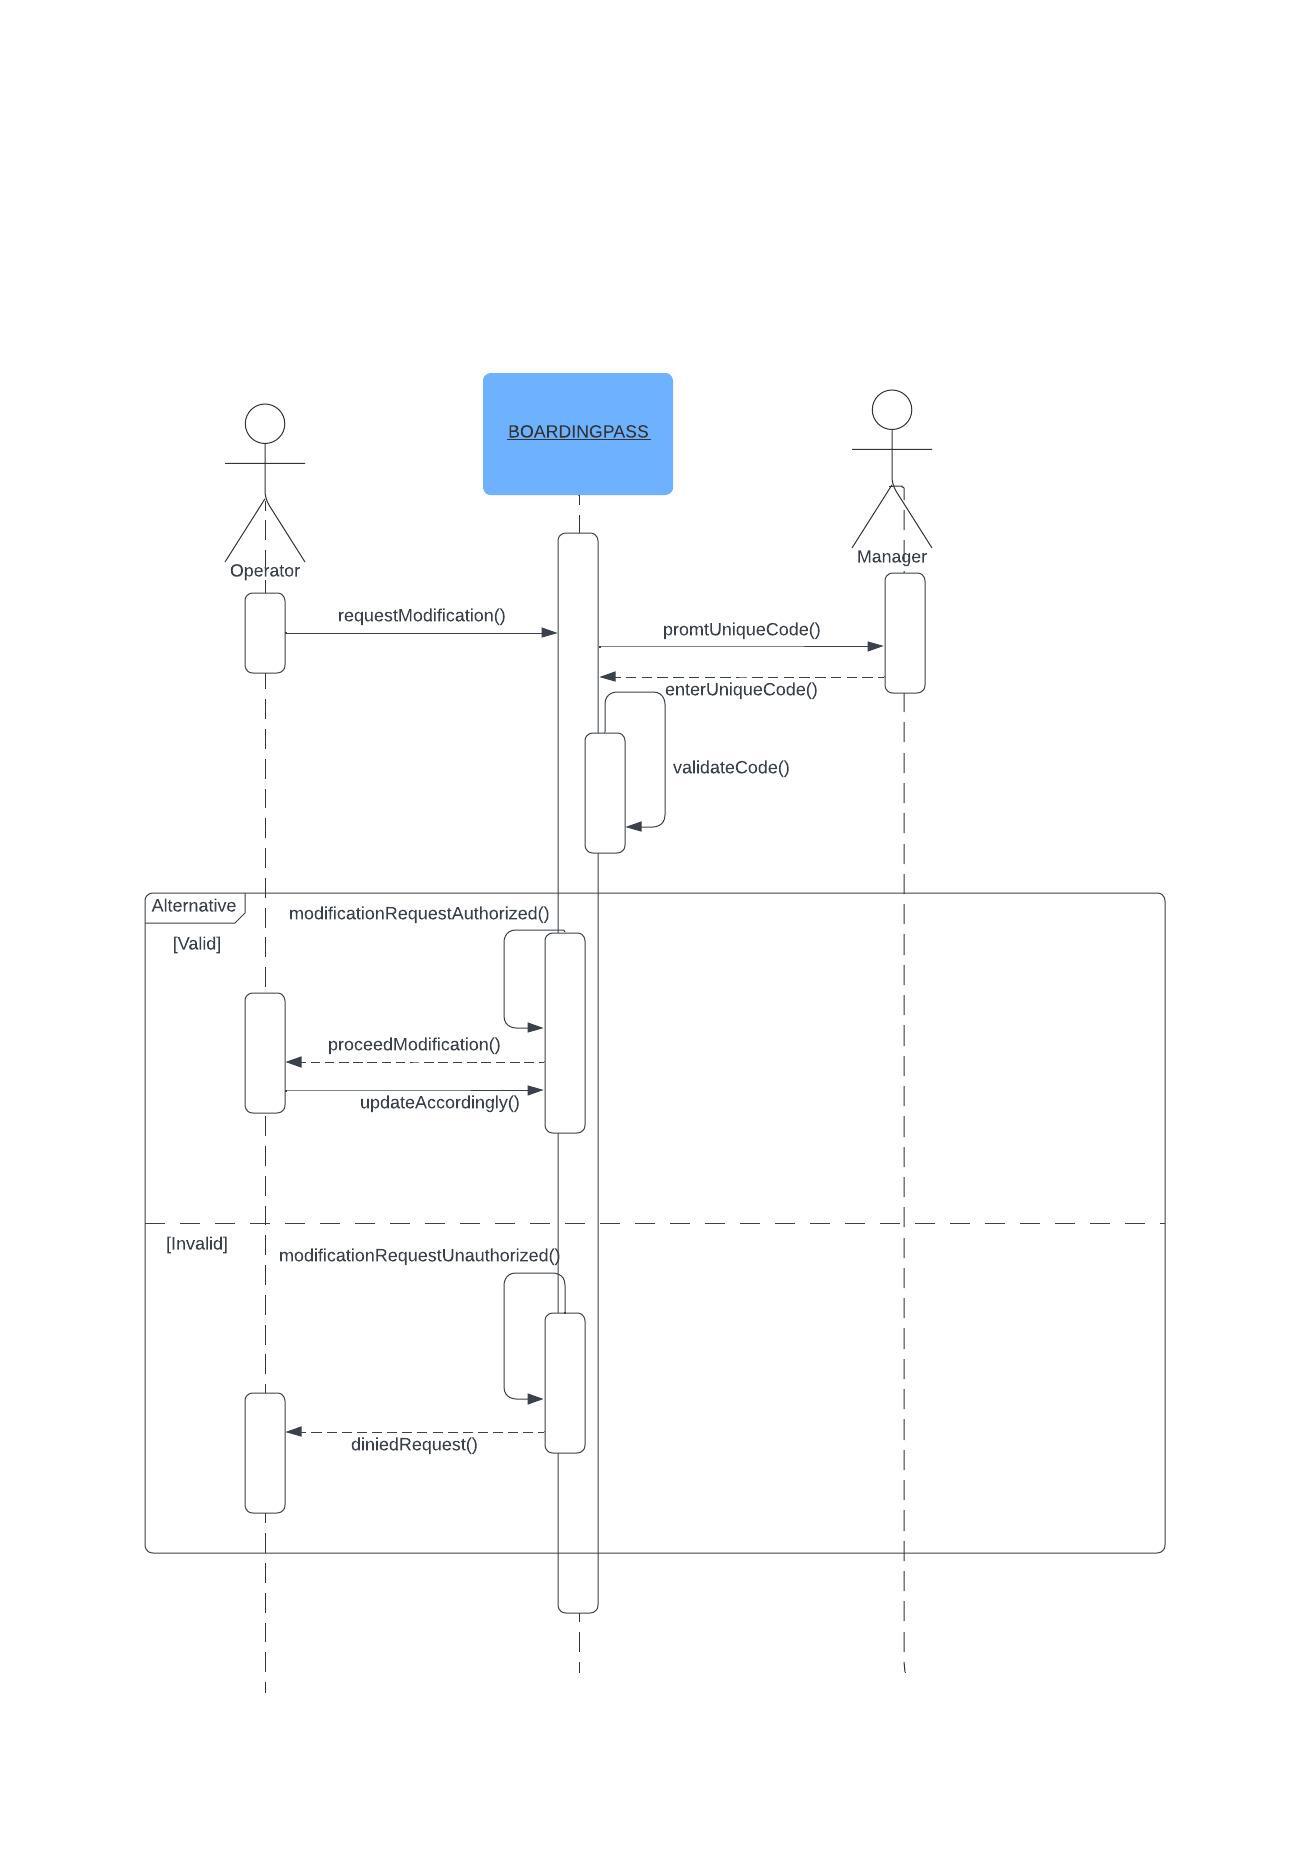 BOARDINGPASS
Operator
Manager
requestModification()
promtUniqueCode()
enterUniqueCode()
validateCode()
Alternative
modificationRequestAuthorized()
[Valid]
proceedModification()
updateAccordingly()
[Invalid]
modificationRequestUnauthorized()
diniedRequest()